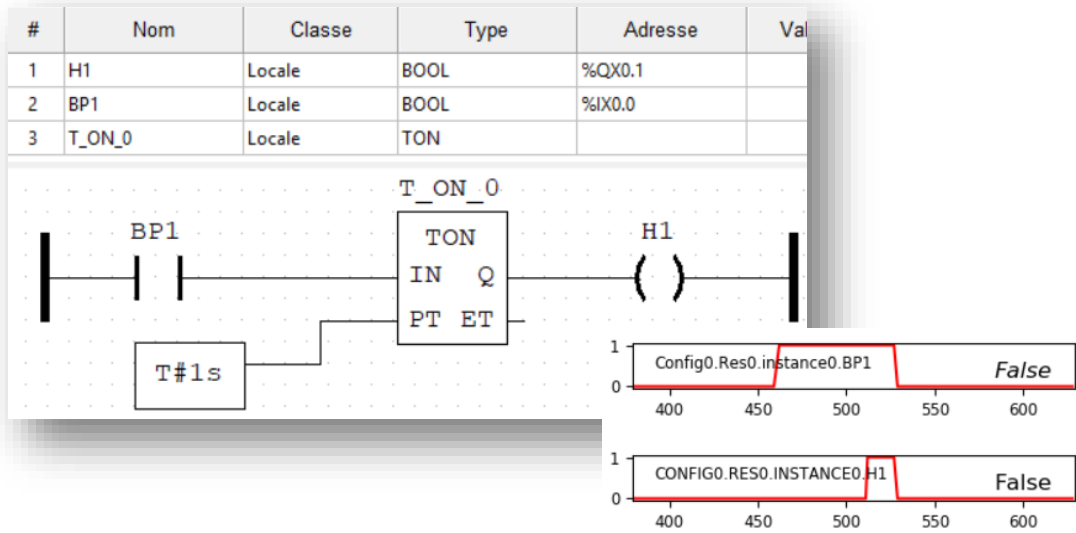 # Nom Classe Type Adresse Val
1 H1 Locale BOOL %QX0.1
2 BP1 Locale BOOL %IX0.0
3 T_ON_0 Locale TON
T_ON_0
BP1 TON H1
IN Q
PT ET
T#1s
1
Config0.Res0.instance0.BP1 False
0
400 450 500 550 600
1
CONFIG0.RES0.INSTANCE0.H1 False
0
400 450 500 550 600